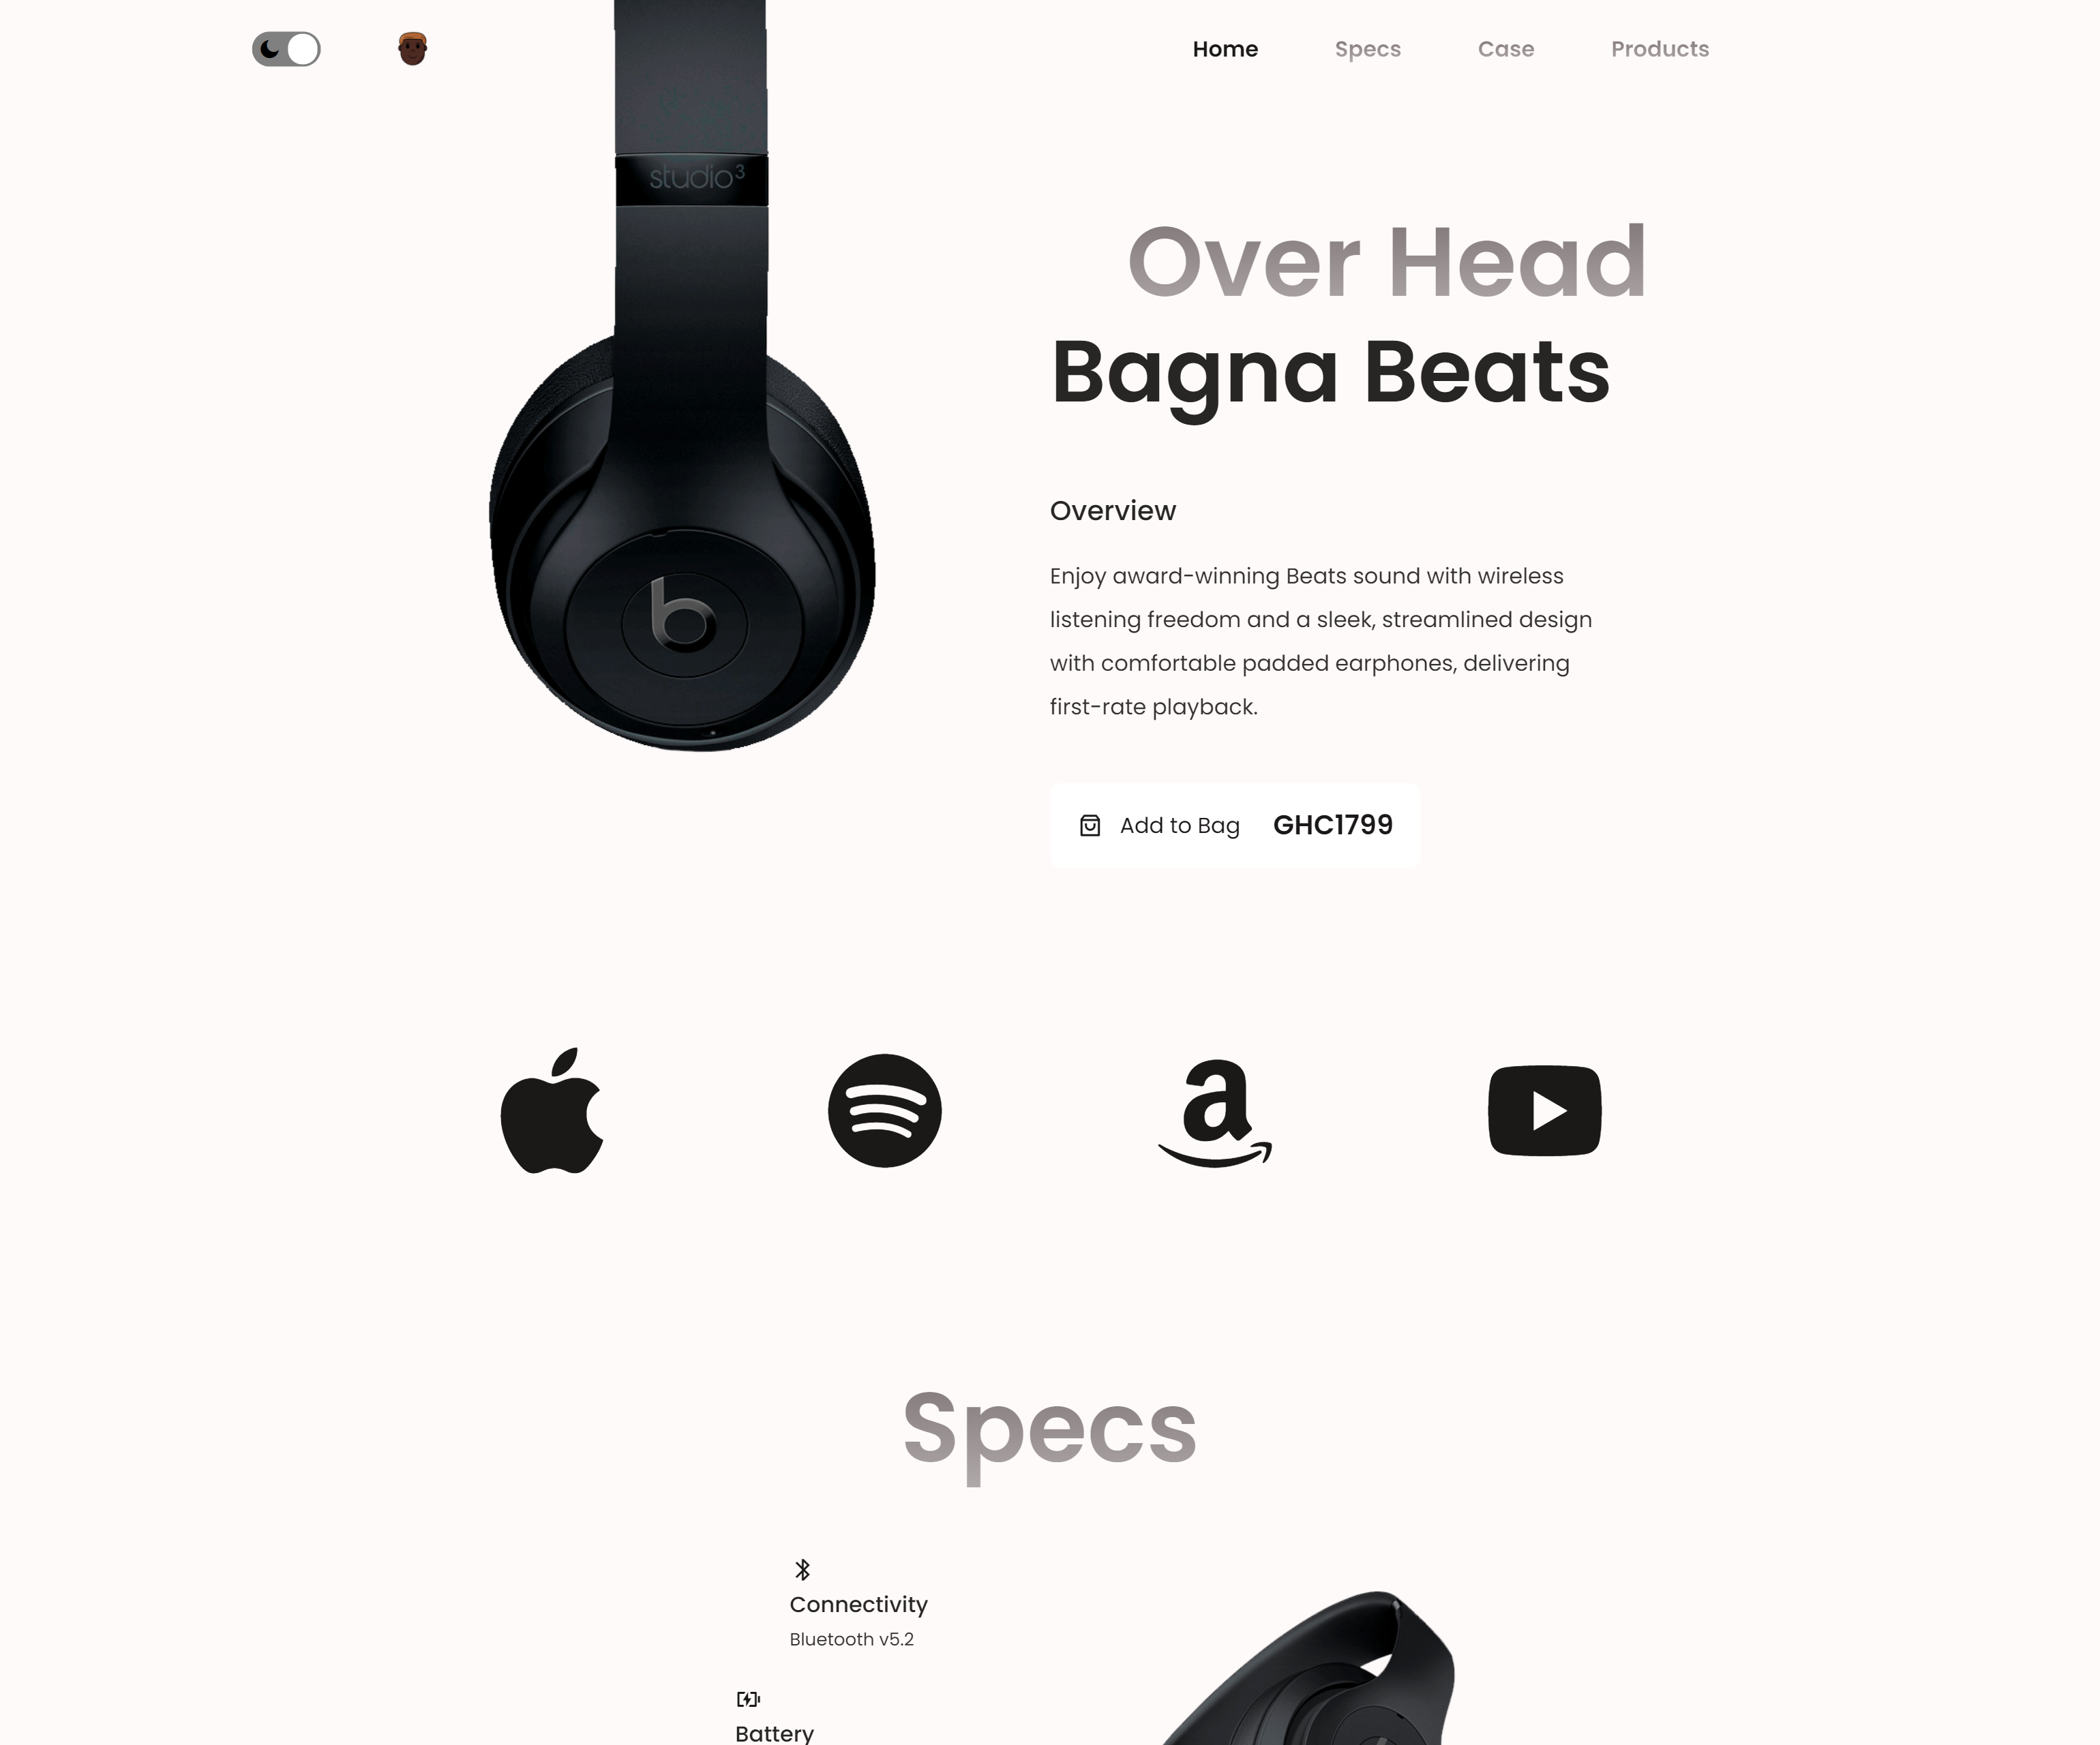 Home Specs Case Products
studio3
Over Head
Bagna Beats
Overview
Enjoy award-winning Beats sound with wireless
listening freedom and a sleek, streamlined design
with comfortable padded earphones, delivering
first-rate playback.
Add to Bag GHC1799
Specs
Connectivity
Bluetooth v5.2
Battery